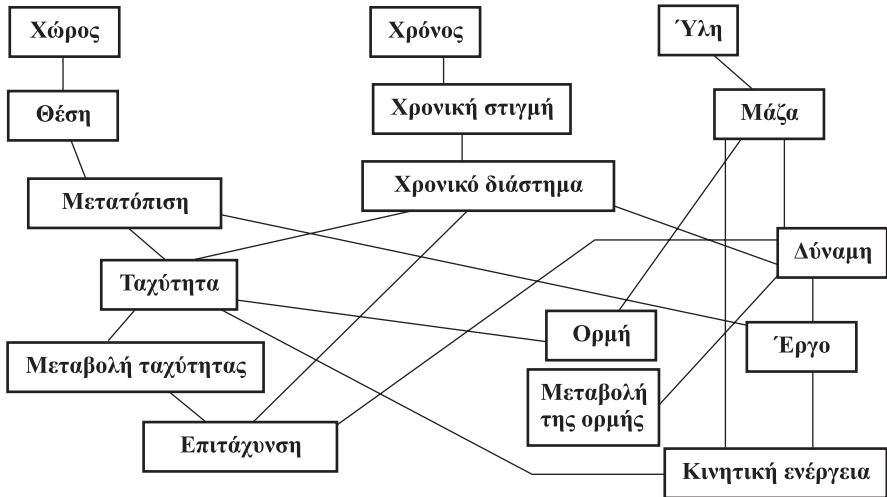 Χώρος
Χρόνος
Ύλη
Θέση
Χρονική στιγμή
Μάζα
Μετατόπιση
Χρονικό διάστημα
Ταχύτητα
Δύναμη
Ορμή
Έργο
Μεταβολή ταχύτητας
Μεταβολή
της ορμής
Επιτάχυνση
Κινητική ενέργεια